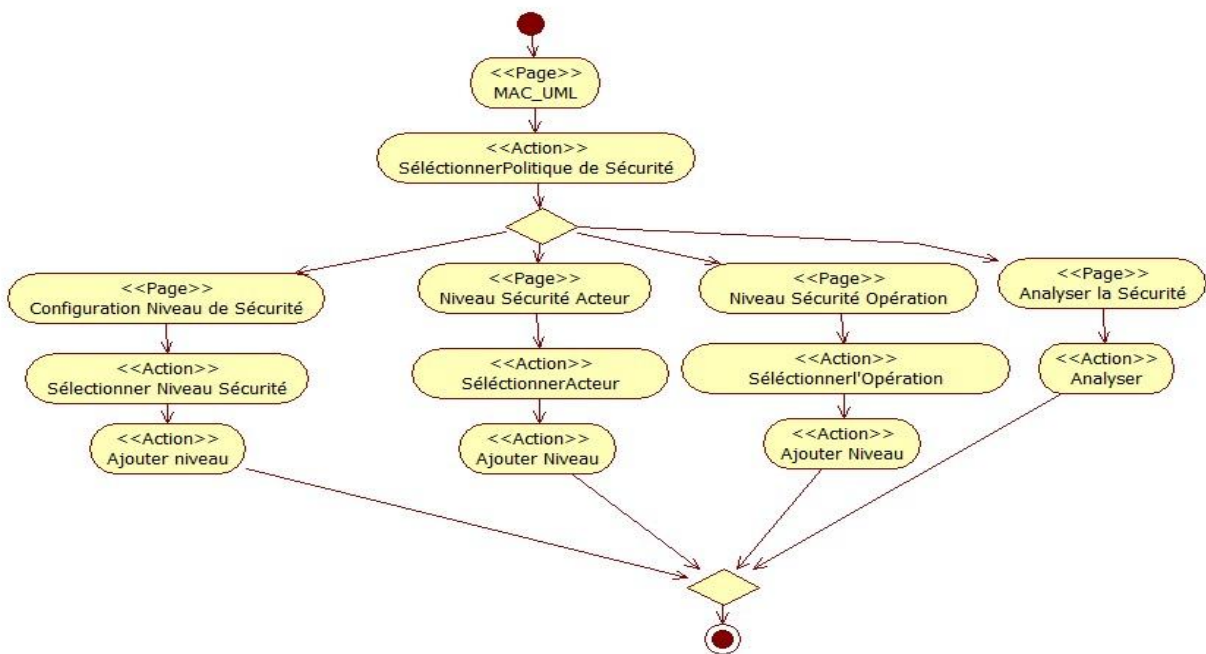 <<Page>>
MAC_UML
<<Action>>
SéléctionnerPolitique de Sécurité
<<Page>>
Configuration Niveau de Sécurité
<<Page>>
Niveau Sécurité Acteur
<<Page>>
Niveau Sécurité Opération
<<Page>>
Analyser la Sécurité
<<Action>>
Sélectionner Niveau Sécurité
<<Action>>
SéléctionnerActeur
<<Action>>
Séléctionnerl'Opération
<<Action>>
Analyser
<<Action>>
Ajouter niveau
<<Action>>
Ajouter Niveau
<<Action>>
Ajouter Niveau